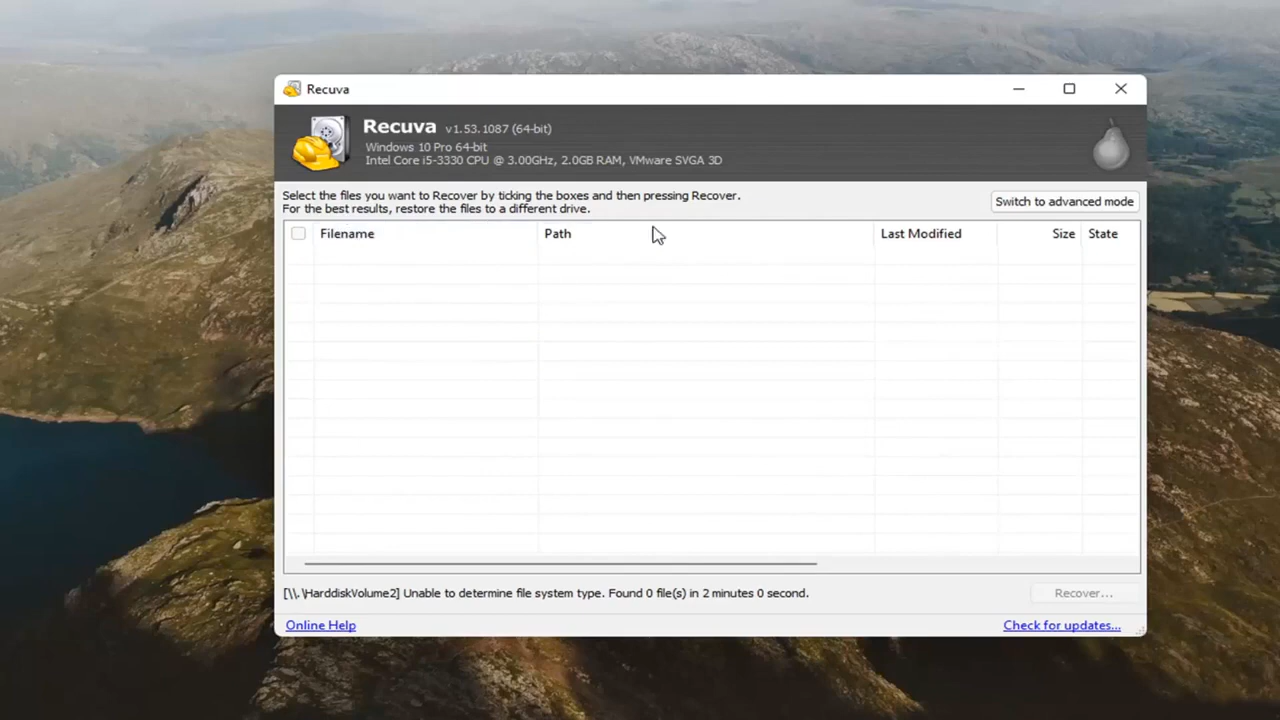 Recuva
Recuva v1.53.1087 (64-bit)
Windows 10 Pro 64-bit
Intel Core i5-3330 CPU @ 3.00GHz, 2.0GB RAM, VMware SVGA 3D
Select the files you want to Recover by ticking the boxes and then pressing Recover.
For the best results, restore the files to a different drive.
Switch to advanced mode
Filename Path Last Modified Size State
[\\.\HarddiskVolume2] Unable to determine file system type. Found 0 file(s) in 2 minutes 0 second.
Recover...
Online Help
Check for updates...